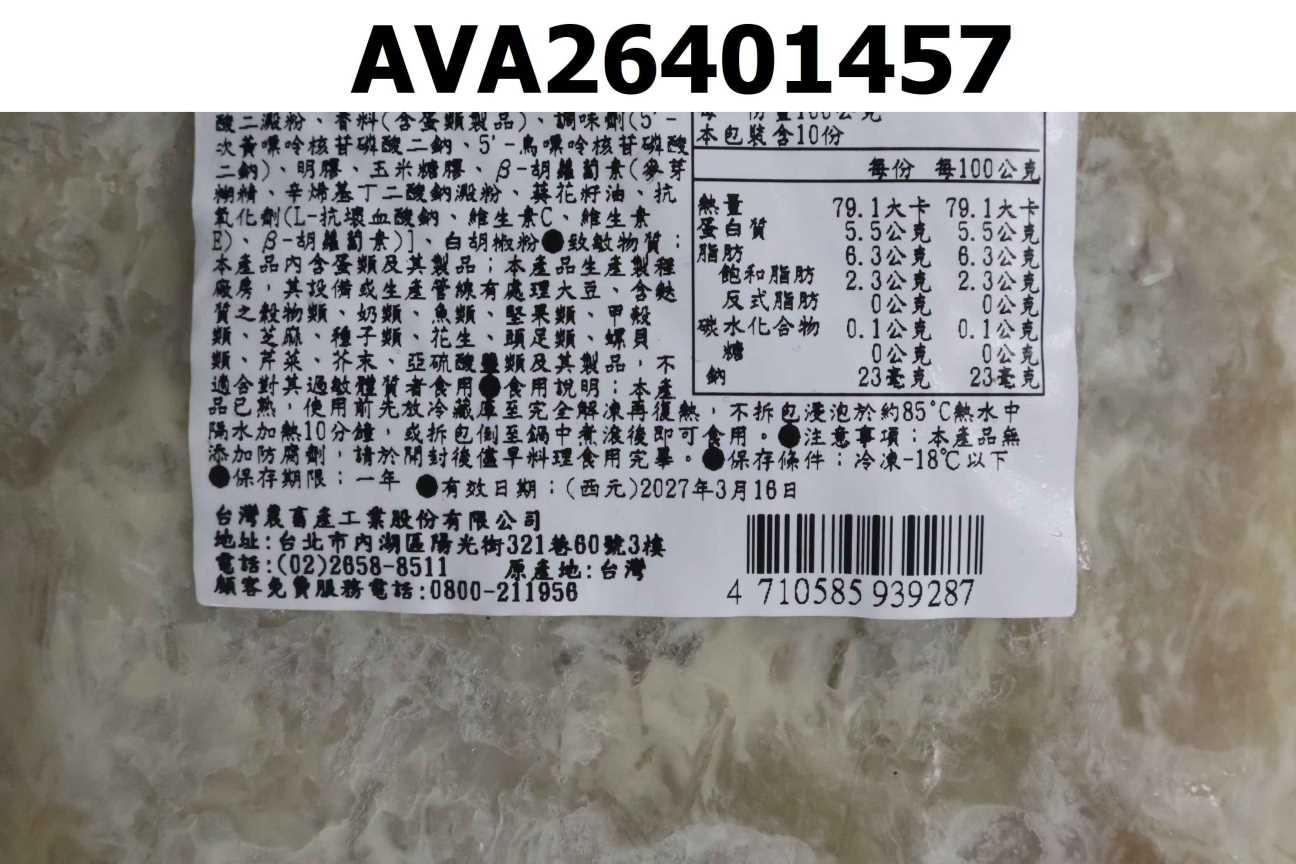 AVA26401457
酸二澱粉、香料(含蛋類製品)、調味劑(5'-
次黃嘌呤核苷磷酸二鈉、5'-鳥嘌呤核苷磷酸
二鈉)、明膠、玉米糖膠、β-胡蘿蔔素(麥芽
糊精、辛烯基丁二酸鈉澱粉、葵花籽油、抗
氧化劑(L-抗壞血酸鈉、維生素C、維生素
E)、β-胡蘿蔔素)]、白胡椒粉●致敏物質：
本產品內含蛋類及其製品；本產品生產製程
廠房，其設備或生產管線有處理大豆、含麩
質之穀物類、奶類、魚類、堅果類、甲殼
類、芝麻、種子類、花生、頭足類、螺貝
類、芹菜、芥末、亞硫酸鹽類及其製品，不
適合對其過敏體質者食用●食用說明：本產
品已熟，使用前先放冷藏庫至完全解凍再復熱，不拆包浸泡於約85°C熱水中
隔水加熱10分鐘，或拆包倒至鍋中煮滾後即可食用。●注意事項：本產品無
添加防腐劑，請於開封後儘早料理食用完畢。●保存條件：冷凍-18℃以下
●保存期限：一年 ●有效日期：(西元)2027年3月16日
每一份量100公克
本包裝含10份
每份 每100公克
熱量 79.1大卡 79.1大卡
蛋白質 5.5公克 5.5公克
脂肪 6.3公克 6.3公克
飽和脂肪 2.3公克 2.3公克
反式脂肪 0公克 0公克
碳水化合物 0.1公克 0.1公克
糖 0公克 0公克
鈉 23毫克 23毫克
台灣農畜產工業股份有限公司
地址:台北市內湖區陽光街321巷60號3樓
電話:(02)2658-8511 原產地:台灣
顧客免費服務電話:0800-211956
4 710585 939287